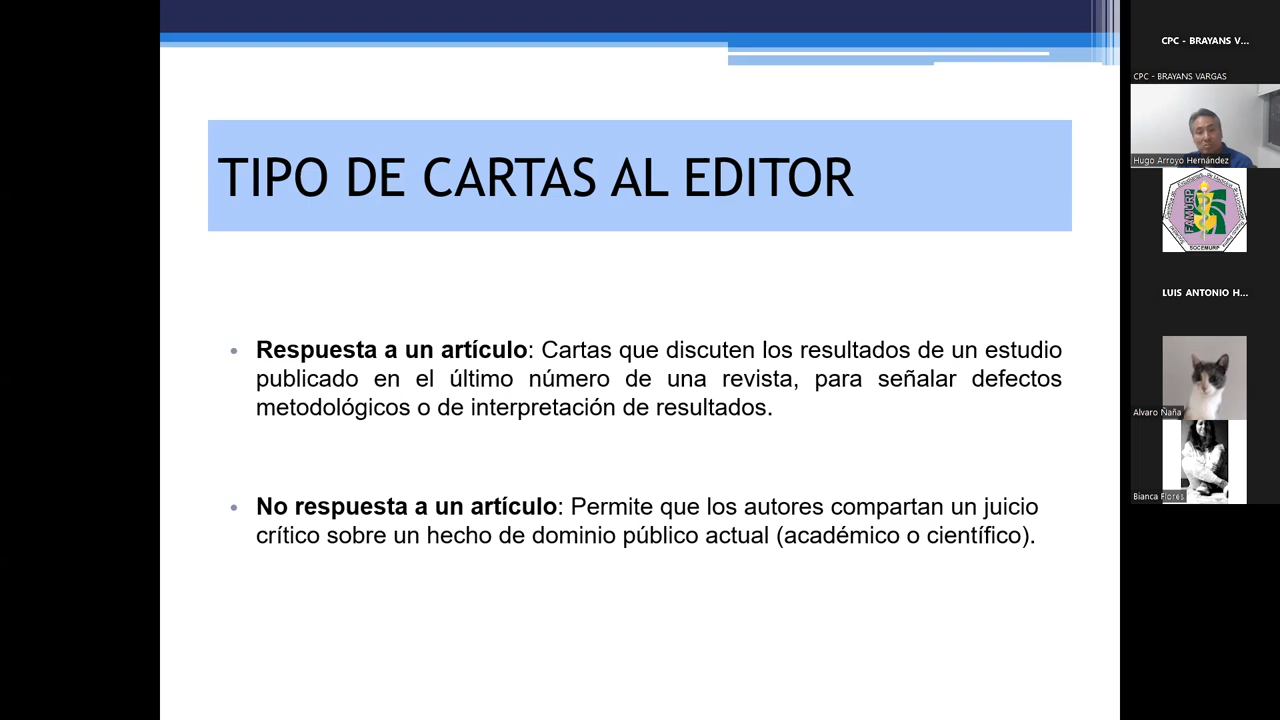 TIPO DE CARTAS AL EDITOR
• Respuesta a un artículo: Cartas que discuten los resultados de un estudio
publicado en el último número de una revista, para señalar defectos
metodológicos o de interpretación de resultados.
• No respuesta a un artículo: Permite que los autores compartan un juicio
crítico sobre un hecho de dominio público actual (académico o científico).
CPC - BRAYANS V...
CPC - BRAYANS VARGAS
Hugo Arroyo Hernández
FAMURP
SOCEMURP
LUIS ANTONIO H...
Alvaro Ñaña
Bianca Flores